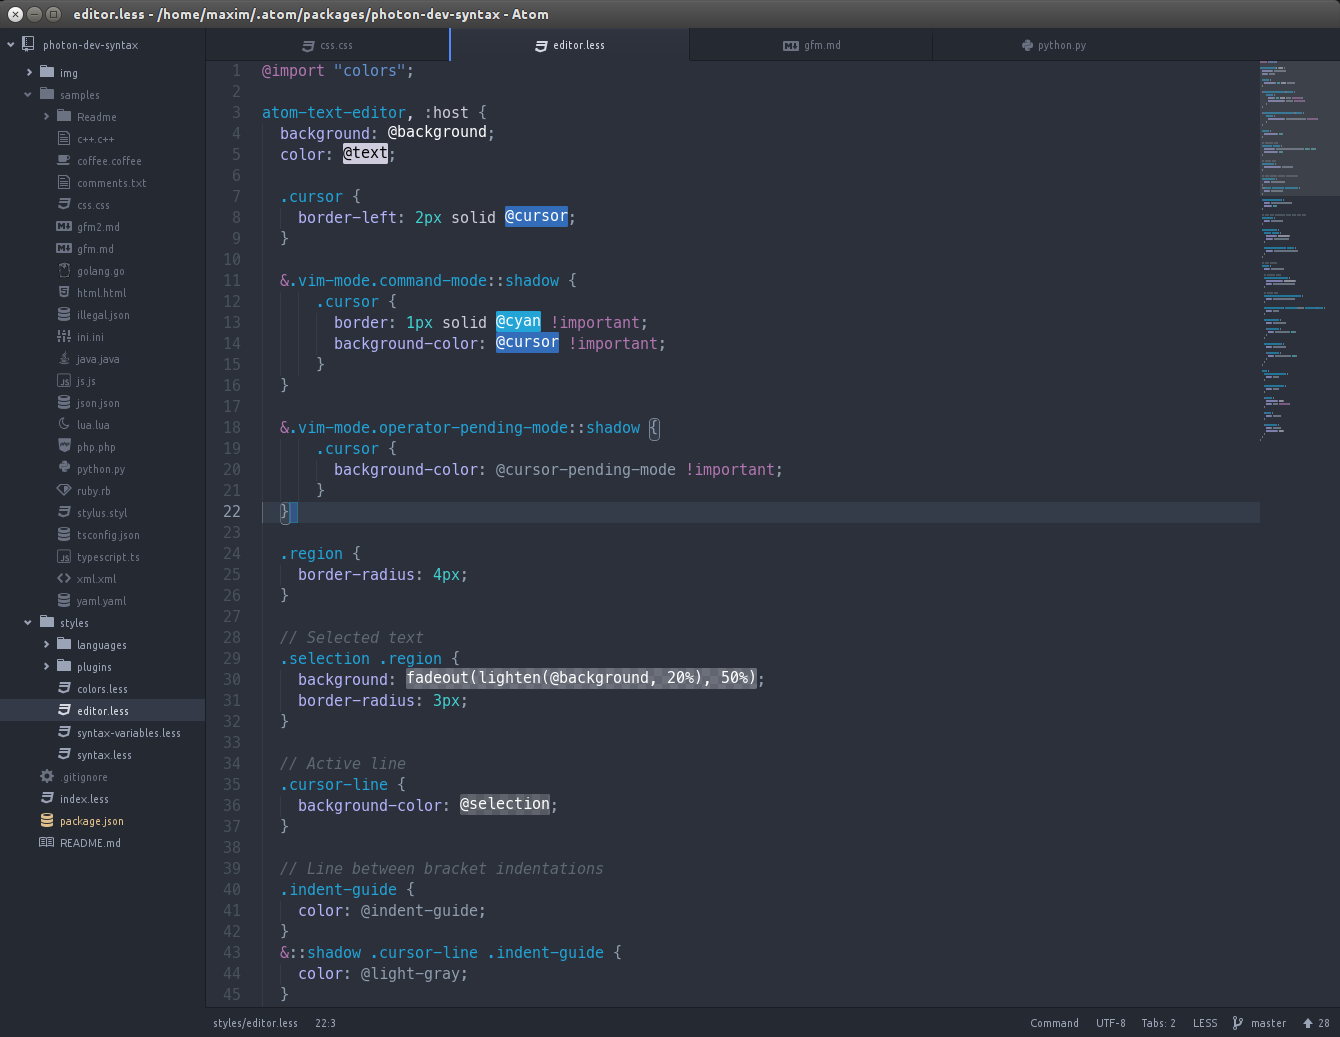 editor.less - /home/maxim/.atom/packages/photon-dev-syntax - Atom
photon-dev-syntax
img
samples
Readme
c++.c++
coffee.coffee
comments.txt
css.css
gfm2.md
gfm.md
golang.go
html.html
illegal.json
ini.ini
java.java
js.js
json.json
lua.lua
php.php
python.py
ruby.rb
stylus.styl
tsconfig.json
typescript.ts
xml.xml
yaml.yaml
styles
languages
plugins
colors.less
editor.less
syntax-variables.less
syntax.less
.gitignore
index.less
package.json
README.md
css.css editor.less gfm.md python.py
1 @import "colors";
2
3 atom-text-editor, :host {
4 background: @background;
5 color: @text;
6
7 .cursor {
8 border-left: 2px solid @cursor;
9 }
10
11 &.vim-mode.command-mode::shadow {
12 .cursor {
13 border: 1px solid @cyan !important;
14 background-color: @cursor !important;
15 }
16 }
17
18 &.vim-mode.operator-pending-mode::shadow {
19 .cursor {
20 background-color: @cursor-pending-mode !important;
21 }
22 }
23
24 .region {
25 border-radius: 4px;
26 }
27
28 // Selected text
29 .selection .region {
30 background: fadeout(lighten(@background, 20%), 50%);
31 border-radius: 3px;
32 }
33
34 // Active line
35 .cursor-line {
36 background-color: @selection;
37 }
38
39 // Line between bracket indentations
40 .indent-guide {
41 color: @indent-guide;
42 }
43 &::shadow .cursor-line .indent-guide {
44 color: @light-gray;
45 }
styles/editor.less 22:3 Command UTF-8 Tabs: 2 LESS master 28